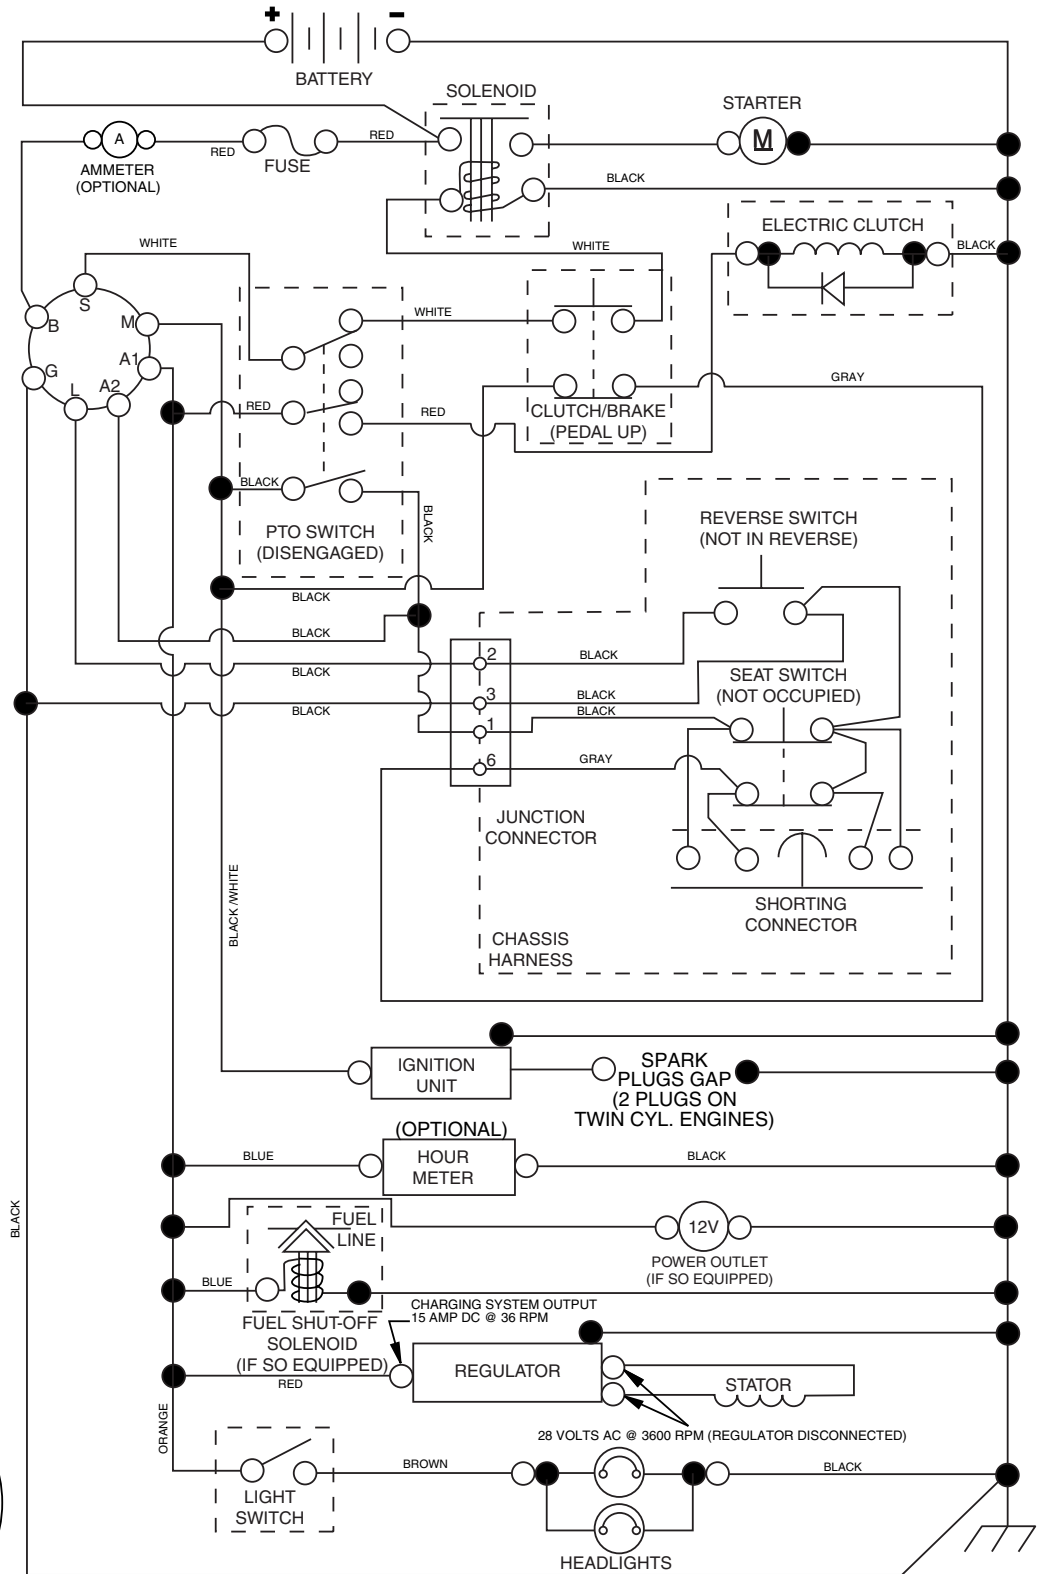 + -
BATTERY
SOLENOID
STARTER
M
A
RED
FUSE
RED
AMMETER
(OPTIONAL)
BLACK
ELECTRIC CLUTCH
BLACK
WHITE
WHITE
S
B
M
WHITE
A1
G
A2
L
RED
RED
GRAY
CLUTCH/BRAKE
(PEDAL UP)
BLACK
BLACK
PTO SWITCH
(DISENGAGED)
REVERSE SWITCH
(NOT IN REVERSE)
BLACK
BLACK
BLACK
2
BLACK
SEAT SWITCH
(NOT OCCUPIED)
BLACK
3
BLACK
BLACK
1
6
GRAY
JUNCTION
CONNECTOR
SHORTING
CONNECTOR
CHASSIS
HARNESS
BLACK/WHITE
IGNITION
UNIT
SPARK
PLUGS GAP
(2 PLUGS ON
TWIN CYL. ENGINES)
(OPTIONAL)
HOUR
METER
BLUE
BLACK
BLACK
FUEL
LINE
12V
POWER OUTLET
(IF SO EQUIPPED)
BLUE
CHARGING SYSTEM OUTPUT
15 AMP DC @ 36 RPM
FUEL SHUT-OFF
SOLENOID
(IF SO EQUIPPED)
RED
REGULATOR
STATOR
28 VOLTS AC @ 3600 RPM (REGULATOR DISCONNECTED)
ORANGE
BROWN
BLACK
LIGHT
SWITCH
HEADLIGHTS